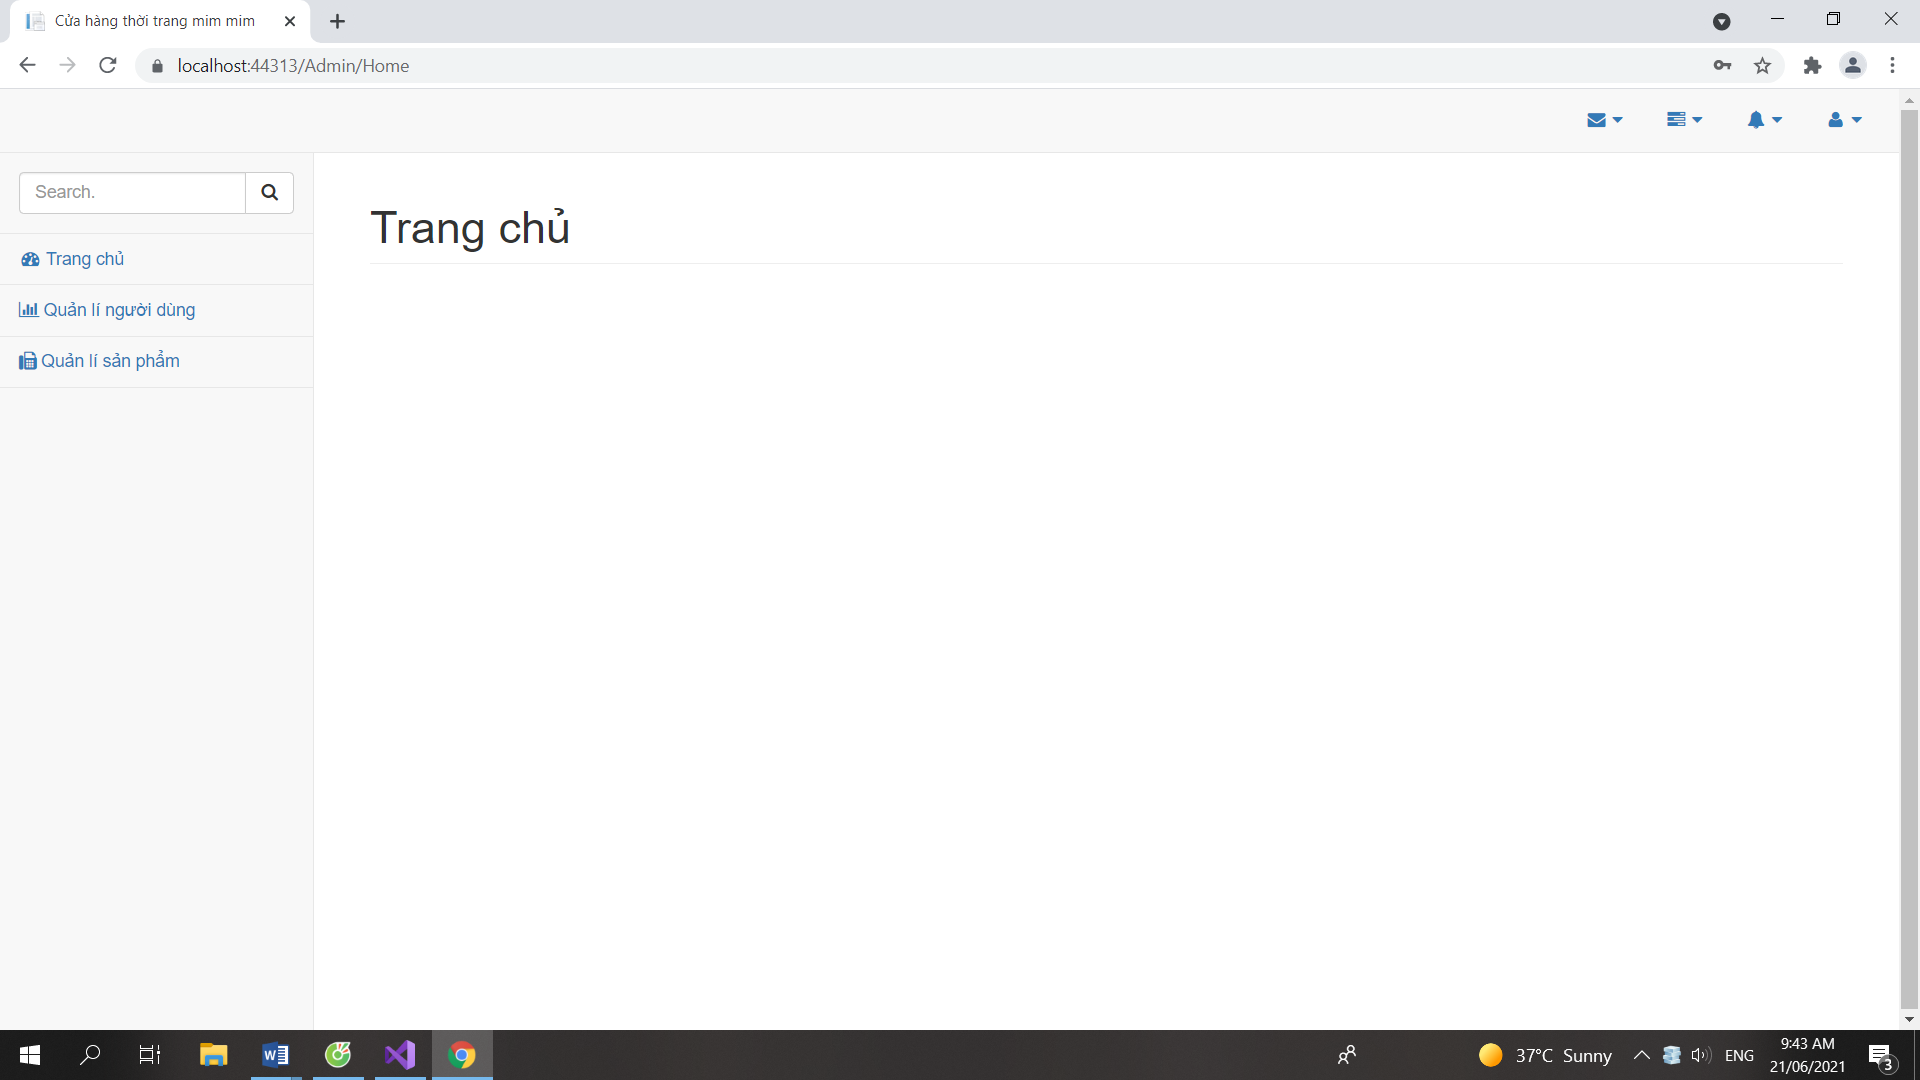 Cửa hàng thời trang mim mim
localhost:44313/Admin/Home
Search.
Trang chủ
Trang chủ
Quản lí người dùng
Quản lí sản phẩm
37°C Sunny
ENG
9:43 AM
21/06/2021
3